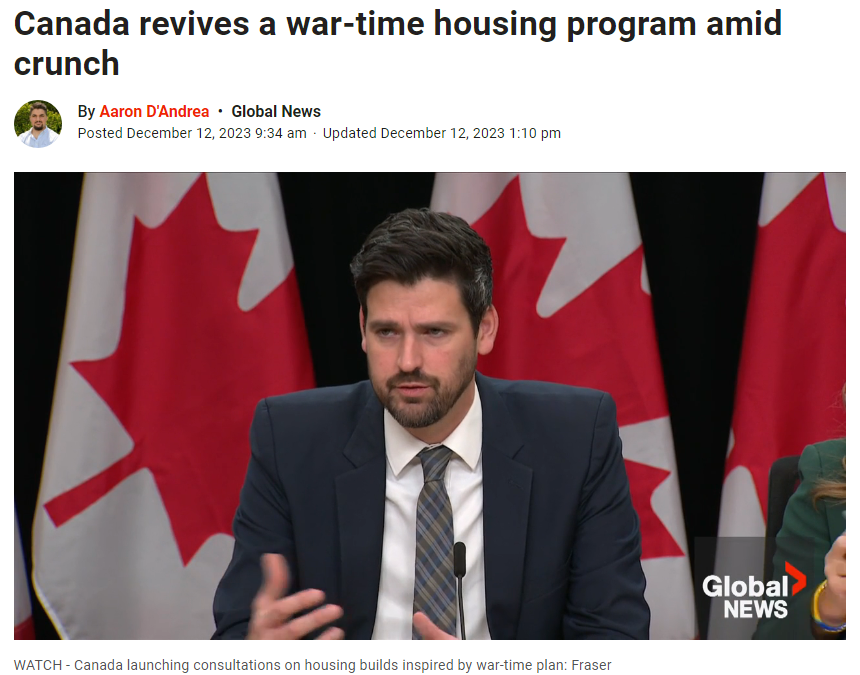 Canada revives a war-time housing program amid
crunch
By Aaron D'Andrea • Global News
Posted December 12, 2023 9:34 am · Updated December 12, 2023 1:10 pm
Global
NEWS
WATCH - Canada launching consultations on housing builds inspired by war-time plan: Fraser